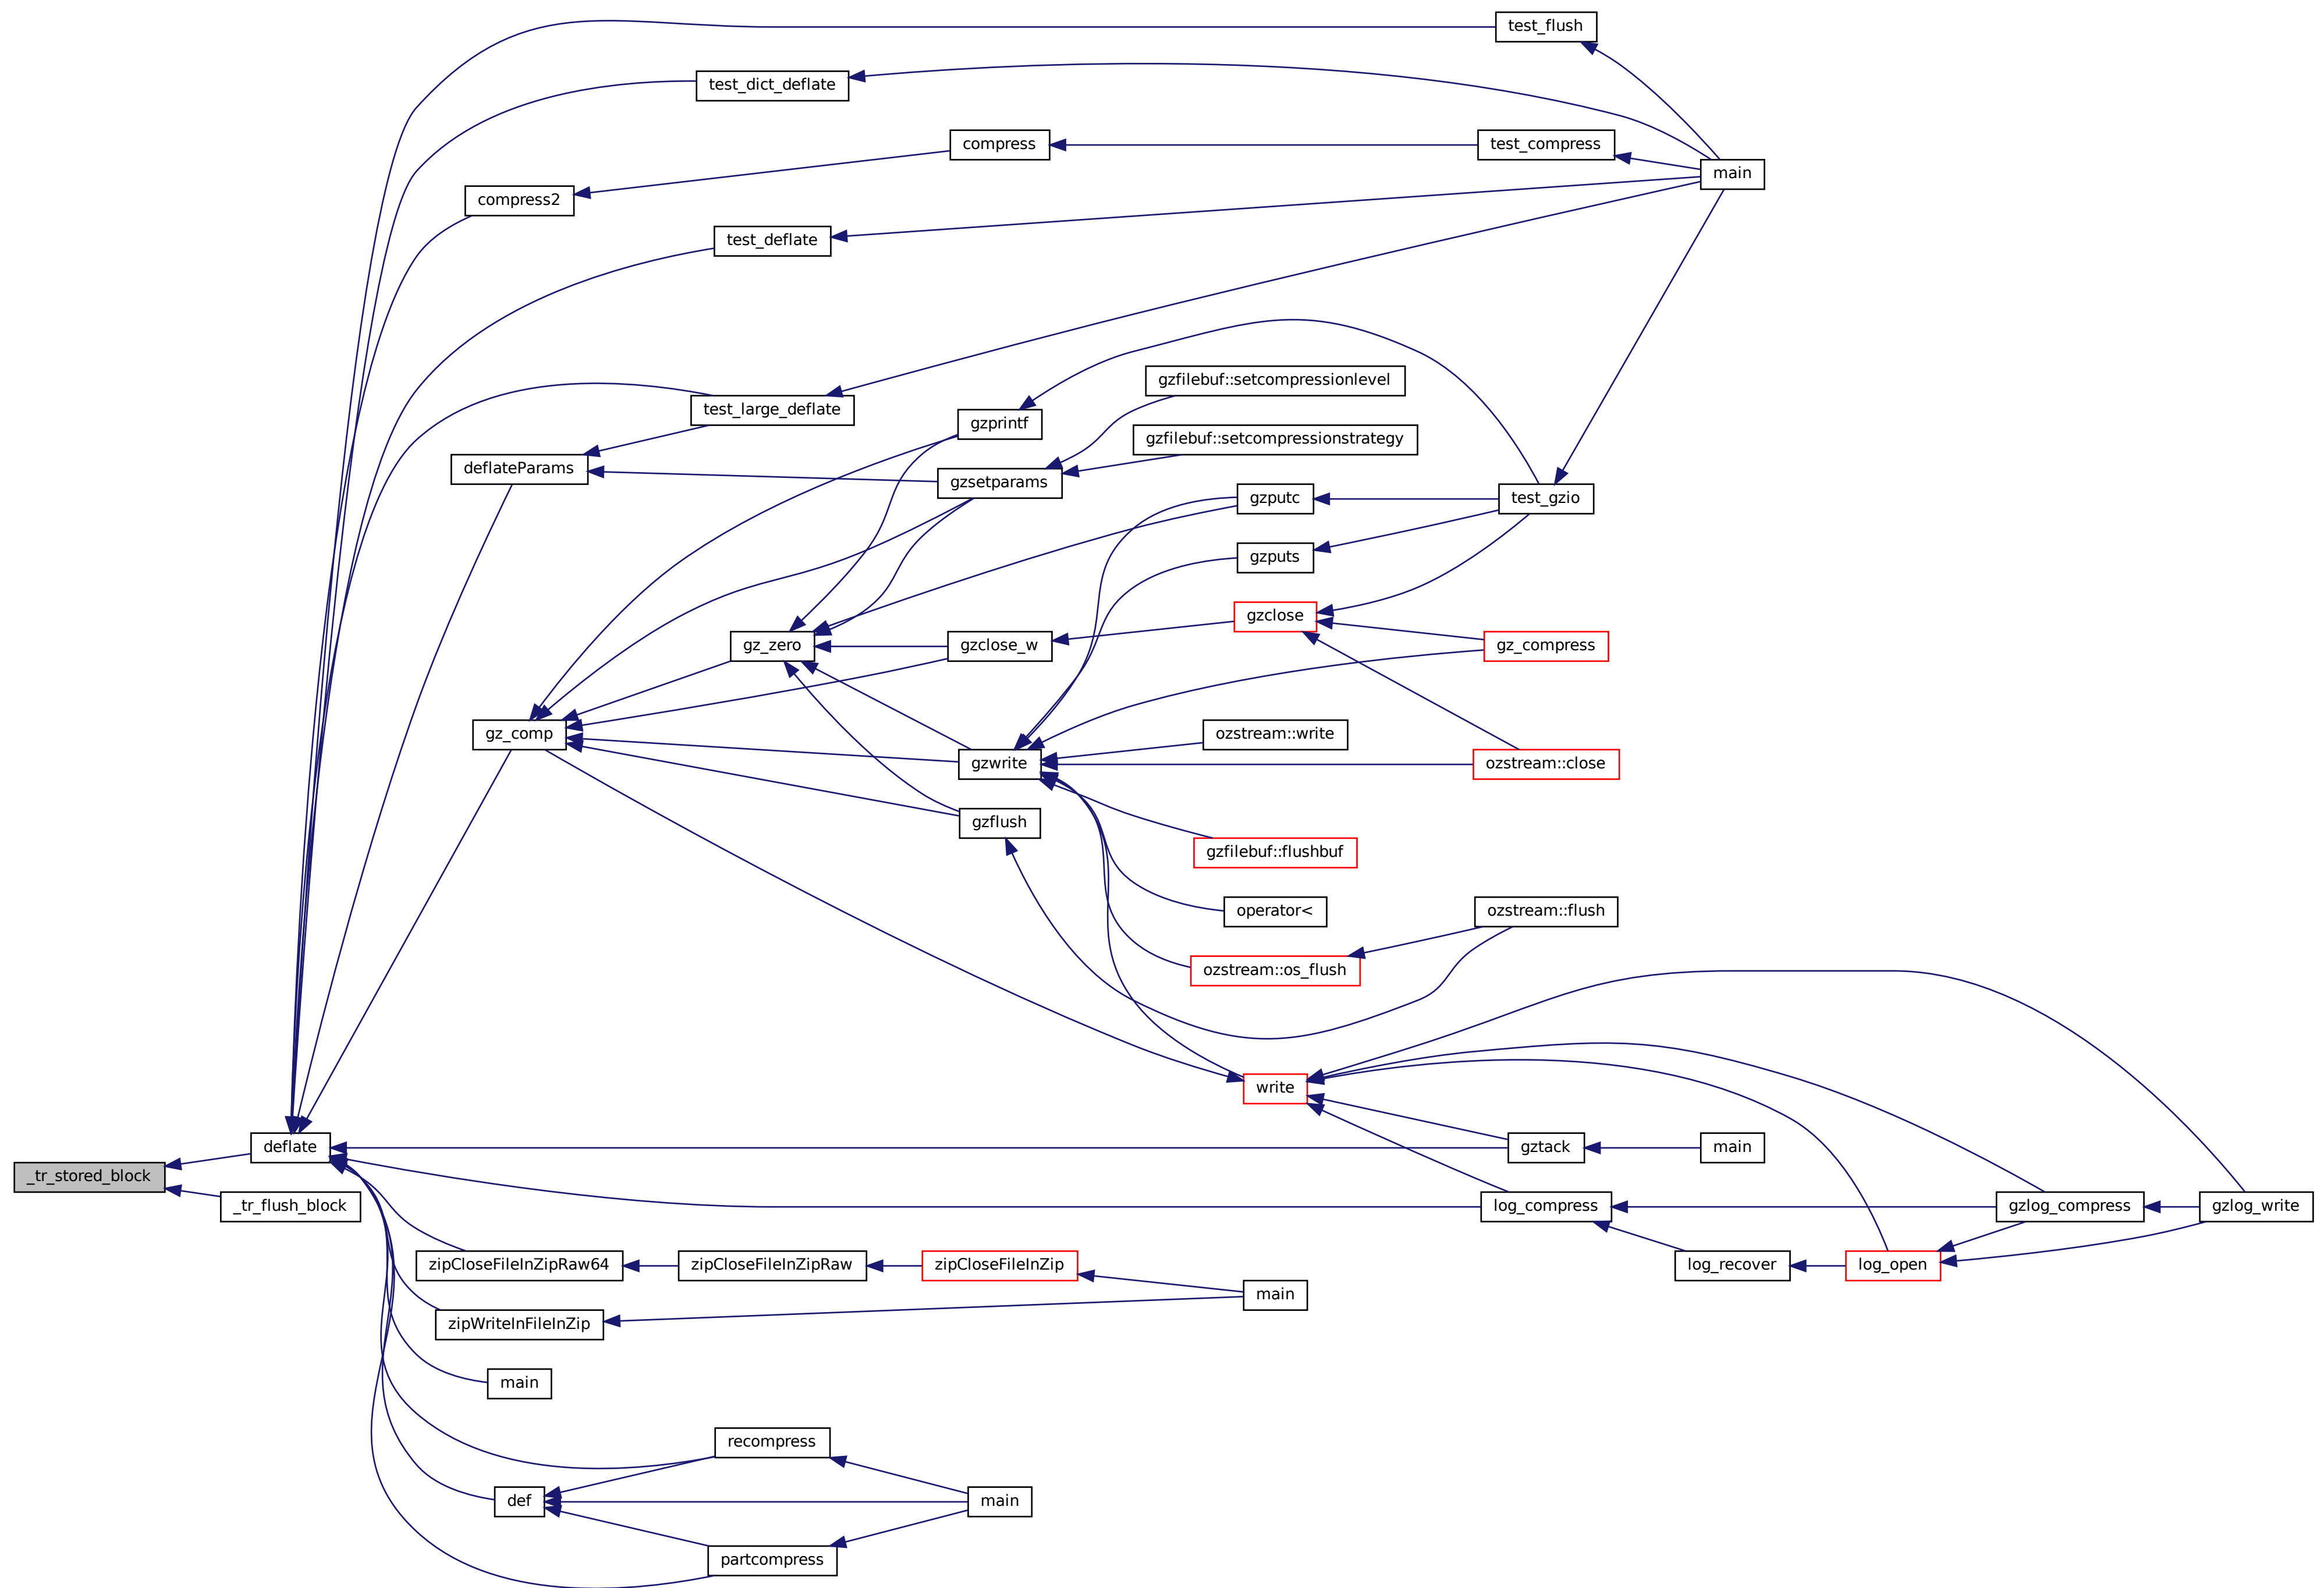 test_flush
test_dict_deflate
compress
test_compress
main
compress2
test_deflate
gzfilebuf::setcompressionlevel
test_large_deflate
gzprintf
gzfilebuf::setcompressionstrategy
deflateParams
gzsetparams
gzputc
test_gzio
gzputs
gzclose
gz_zero
gzclose_w
gz_compress
gz_comp
ozstream::write
gzwrite
ozstream::close
gzflush
gzfilebuf::flushbuf
operator<
ozstream::flush
ozstream::os_flush
write
deflate
gztack
main
_tr_stored_block
_tr_flush_block
log_compress
gzlog_compress
gzlog_write
zipCloseFileInZipRaw64
zipCloseFileInZipRaw
zipCloseFileInZip
log_recover
log_open
main
zipWriteInFileInZip
main
recompress
def
main
partcompress